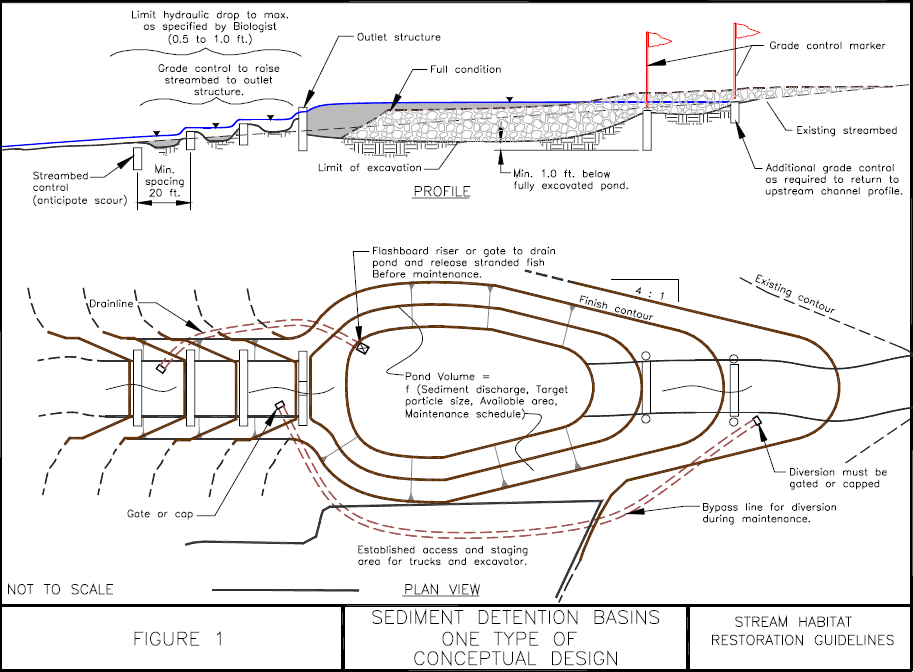 Limit hydraulic drop to max.
as specified by Biologist
(0.5 to 1.0 ft.)
Outlet structure
Grade control marker
Grade control to raise
streambed to outlet
structure.
Full condition
Existing streambed
Streambed
control
(anticipate scour)
Min.
spacing
20 ft.
Limit of excavation
PROFILE
Min. 1.0 ft. below
fully excavated pond.
Additional grade control
as required to return to
upstream channel profile.
Flashboard riser or gate to drain
pond and release stranded fish
Before maintenance.
Drainline
4 : 1
Finish contour
Existing contour
Pond Volume =
f (Sediment discharge, Target
particle size, Available area,
Maintenance schedule)
Diversion must be
gated or capped
Gate or cap
Bypass line for diversion
during maintenance.
Established access and staging
area for trucks and excavator.
NOT TO SCALE
PLAN VIEW
FIGURE 1
SEDIMENT DETENTION BASINS
ONE TYPE OF
CONCEPTUAL DESIGN
STREAM HABITAT
RESTORATION GUIDELINES